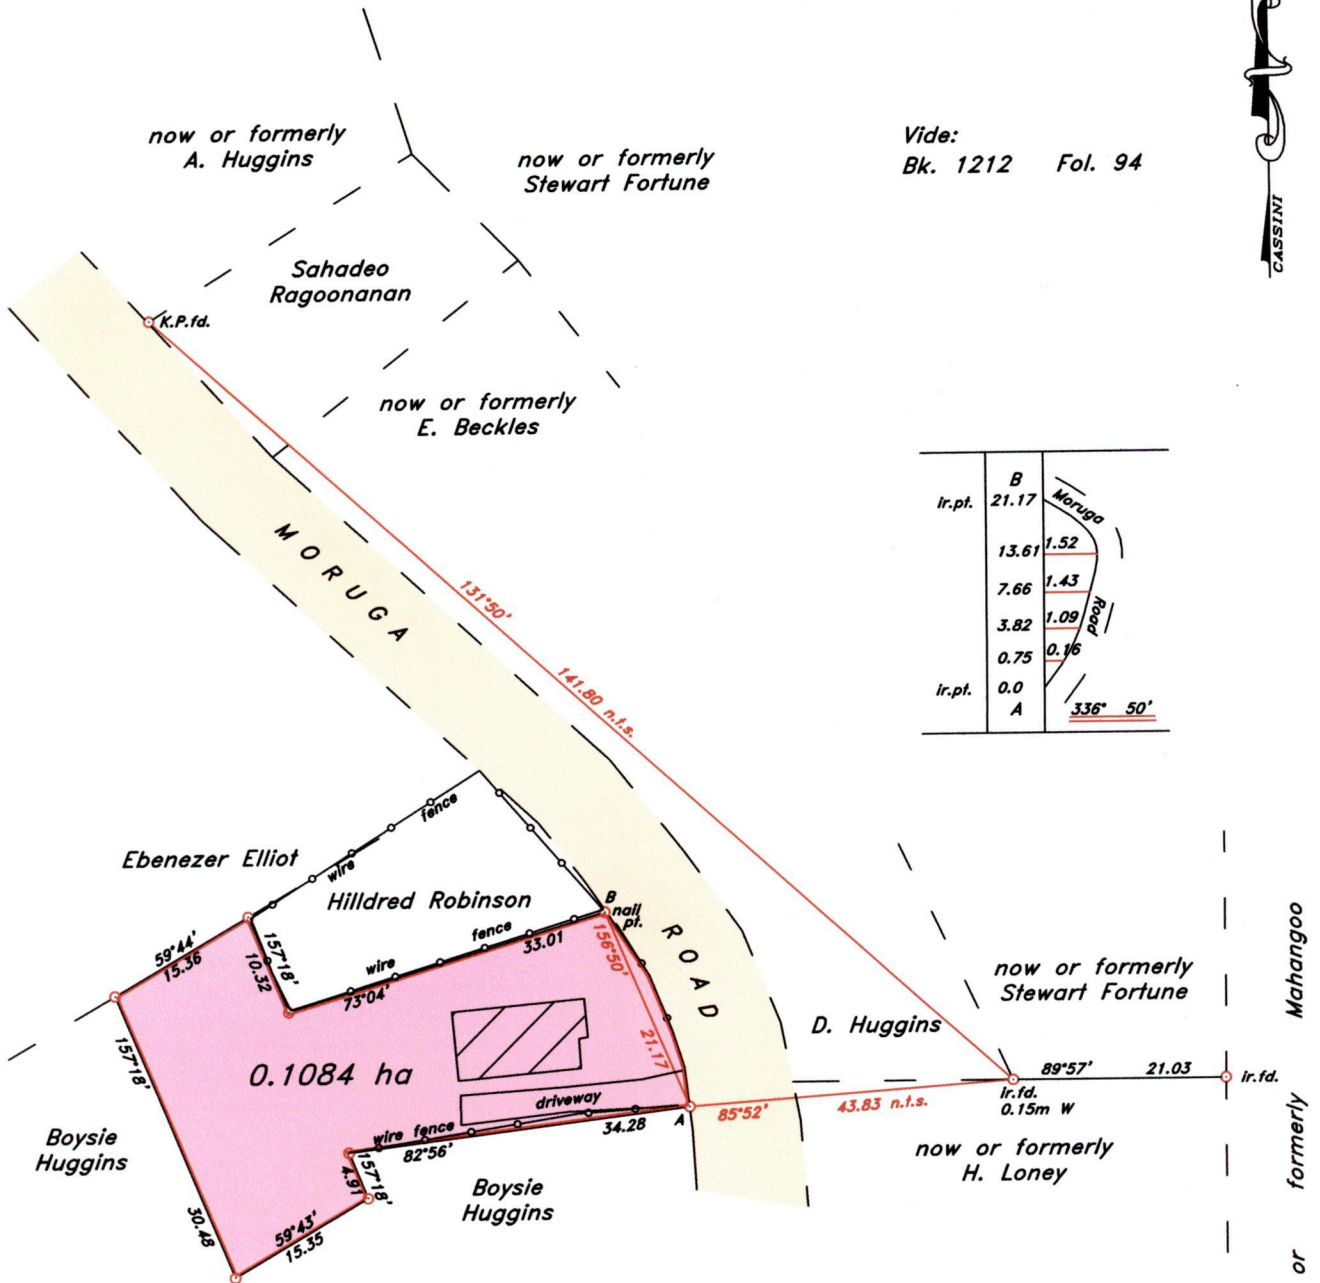 CASSINI
now or formerly
A. Huggins
now or formerly
Stewart Fortune
Vide:
Bk. 1212 Fol. 94
Sahadeo
Ragoonanan
K.P.fd.
now or formerly
E. Beckles
MORUGA
131°50'
141.80 n.t.s.
B
ir.pt. 21.17
Moruga
13.61 1.52
7.66 1.43
3.82 1.09
Road
0.75 0.16
ir.pt. 0.0
A
336° 50'
Ebenezer Elliot
wire fence
Hilldred Robinson
B
nail
pt.
ROAD
59°44'
15.36
157°18'
10.32
wire fence
73°04'
33.01
156°50'
21.17
157°18'
30.48
0.1084 ha
driveway
wire fence
82°56'
34.28
A
157°18'
4.91
59°43'
15.35
Boysie
Huggins
Boysie
Huggins
D. Huggins
now or formerly
Stewart Fortune
85°52'
43.83 n.t.s.
ir.fd.
0.15m W
89°57'
21.03
ir.fd.
now or formerly
H. Loney
or formerly Mahangoo